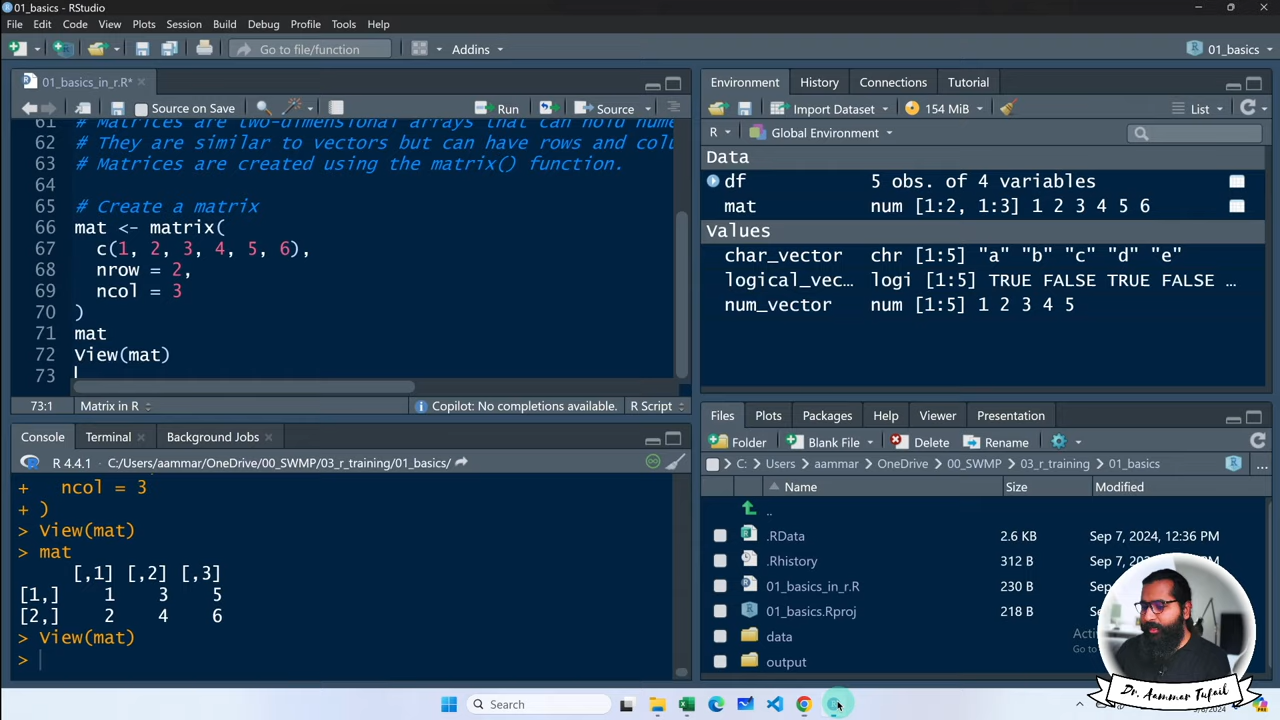 01_basics - RStudio
File Edit Code View Plots Session Build Debug Profile Tools Help
Go to file/function Addins 01_basics
01_basics_in_r.R*
Source on Save Run Source
61 # Matrices are two-dimensional arrays that can hold nume
62 # They are similar to vectors but can have rows and colu
63 # Matrices are created using the matrix() function.
64
65 # Create a matrix
66 mat <- matrix(
67 c(1, 2, 3, 4, 5, 6),
68 nrow = 2,
69 ncol = 3
70 )
71 mat
72 View(mat)
73
73:1 Matrix in R Copilot: No completions available. R Script
Console Terminal Background Jobs
R 4.4.1 · C:/Users/aammar/OneDrive/00_SWMP/03_r_training/01_basics/
+ ncol = 3
+ )
> View(mat)
> mat
[,1] [,2] [,3]
[1,] 1 3 5
[2,] 2 4 6
> View(mat)
>
Environment History Connections Tutorial
Import Dataset 154 MiB List
R Global Environment
Data
df 5 obs. of 4 variables
mat num [1:2, 1:3] 1 2 3 4 5 6
Values
char_vector chr [1:5] "a" "b" "c" "d" "e"
logical_vec… logi [1:5] TRUE FALSE TRUE FALSE …
num_vector num [1:5] 1 2 3 4 5
Files Plots Packages Help Viewer Presentation
Folder Blank File Delete Rename
C: Users aammar OneDrive 00_SWMP 03_r_training 01_basics ...
Name Size Modified
..
.RData 2.6 KB Sep 7, 2024, 12:36 PM
.Rhistory 312 B Sep 7, 2024,
01_basics_in_r.R 230 B Sep 7, 2024,
01_basics.Rproj 218 B Sep 7, 2024,
data
output
Dr. Aammar Tufail
Search